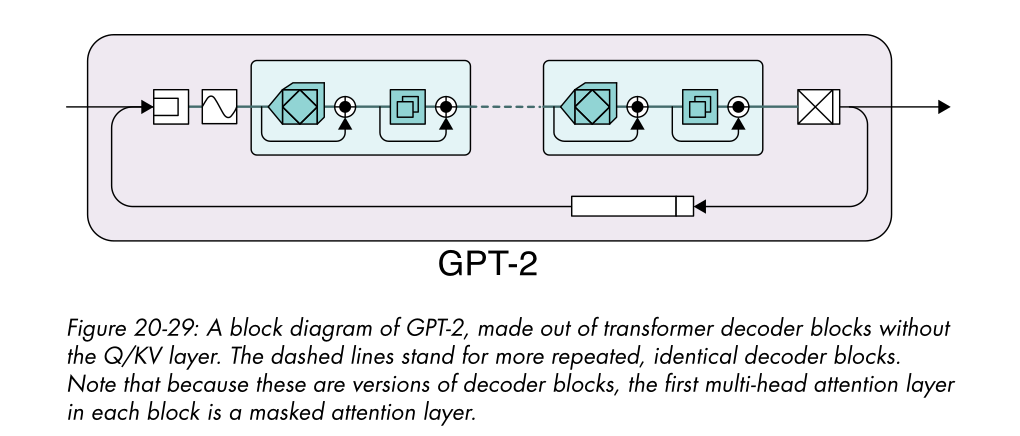 GPT-2
Figure 20-29: A block diagram of GPT-2, made out of transformer decoder blocks without
the Q/KV layer. The dashed lines stand for more repeated, identical decoder blocks.
Note that because these are versions of decoder blocks, the first multi-head attention layer
in each block is a masked attention layer.